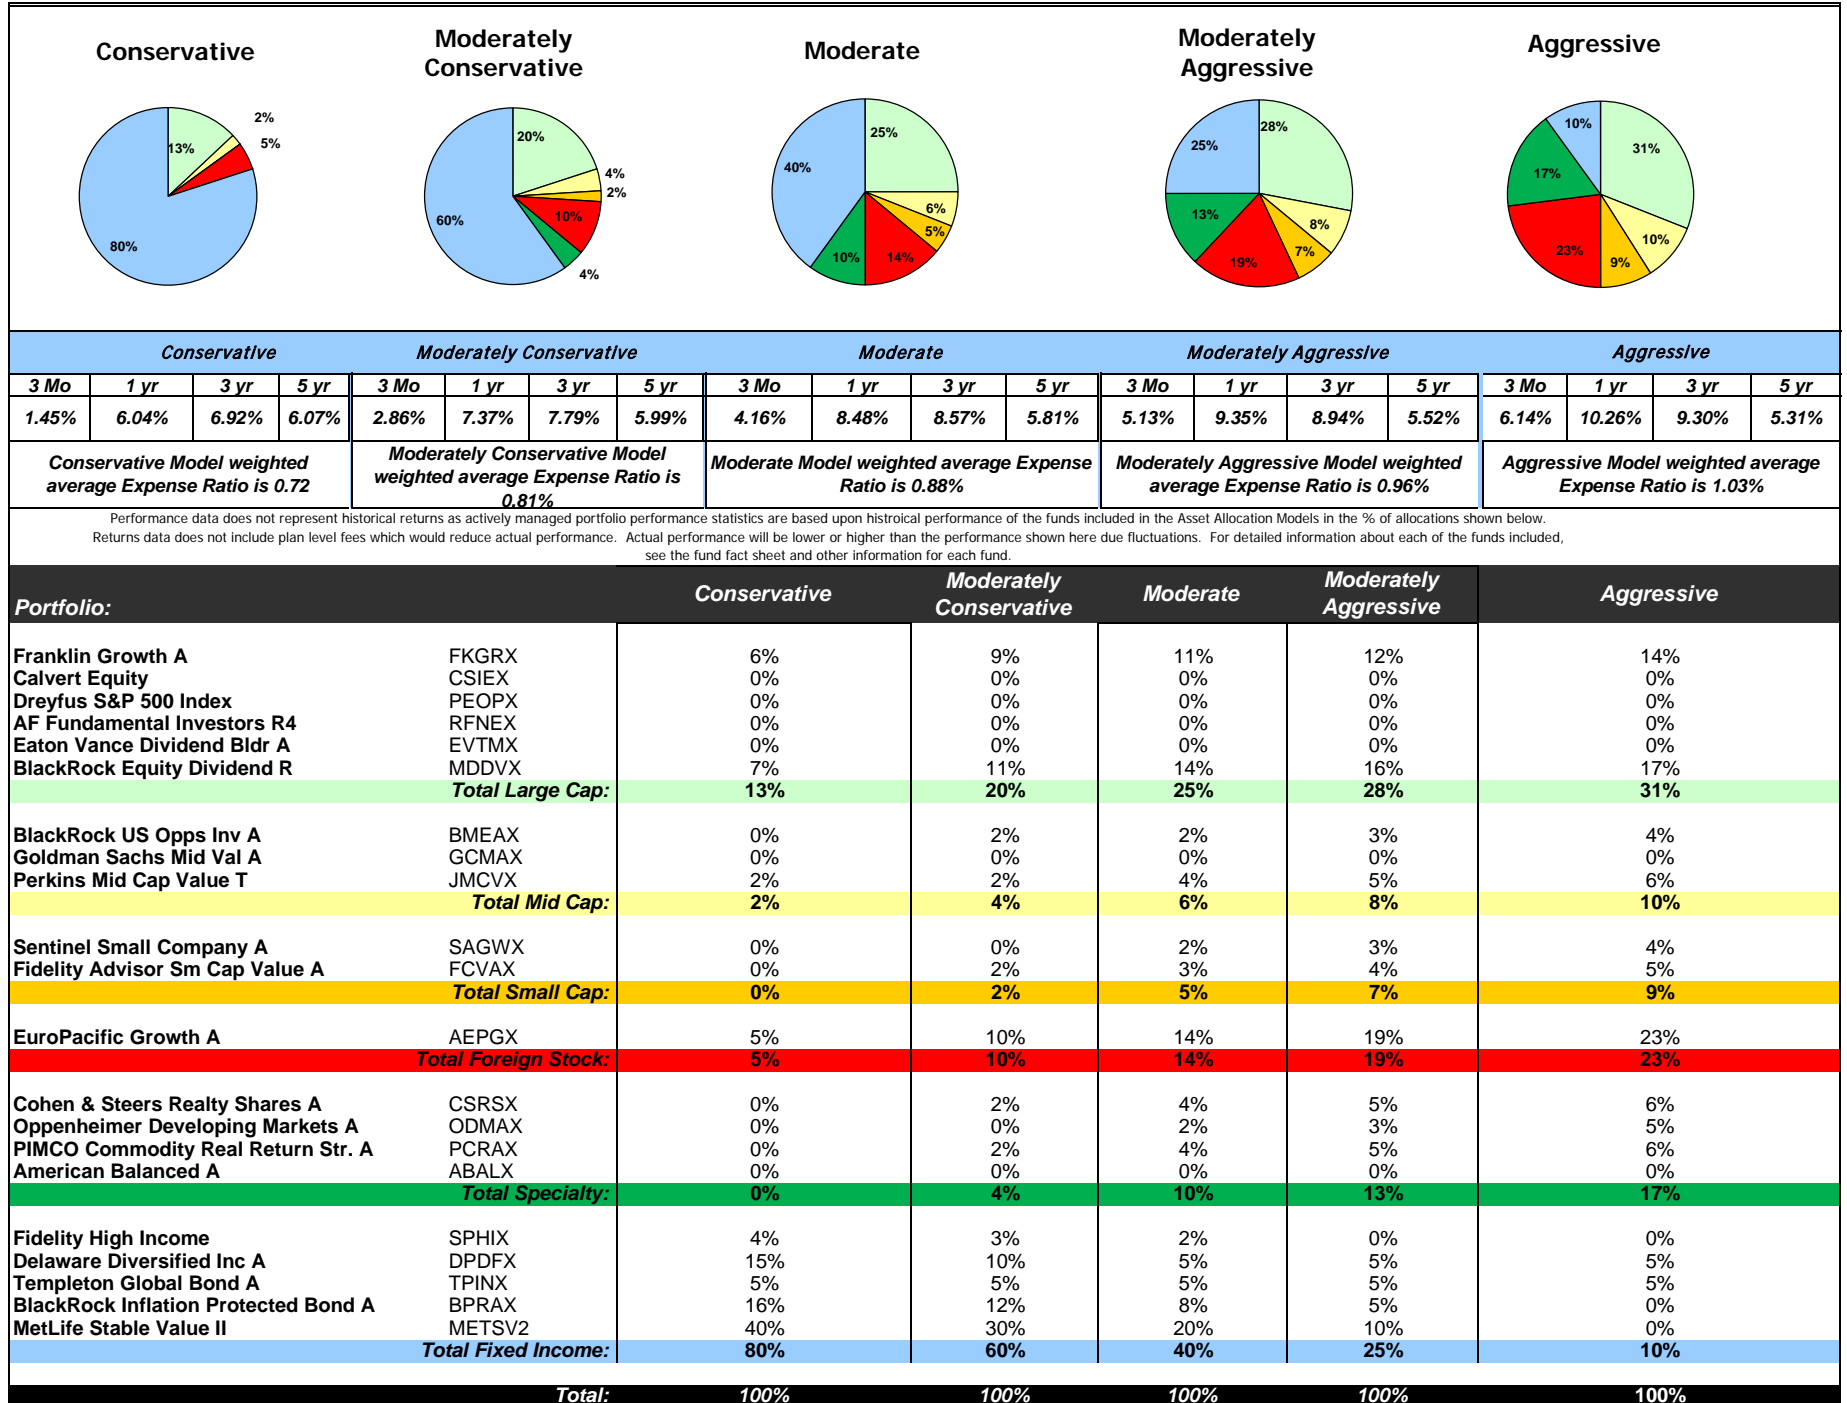 Conservative
Moderately
Conservative
Moderate
Moderately
Aggressive
Aggressive
13%
2%
5%
80%
20%
4%
2%
10%
4%
60%
25%
6%
5%
14%
10%
40%
28%
8%
7%
19%
13%
25%
31%
10%
9%
23%
17%
10%
Conservative Moderately Conservative Moderate Moderately Aggressive Aggressive
3 Mo 1 yr 3 yr 5 yr 3 Mo 1 yr 3 yr 5 yr 3 Mo 1 yr 3 yr 5 yr 3 Mo 1 yr 3 yr 5 yr 3 Mo 1 yr 3 yr 5 yr
1.45% 6.04% 6.92% 6.07% 2.86% 7.37% 7.79% 5.99% 4.16% 8.48% 8.57% 5.81% 5.13% 9.35% 8.94% 5.52% 6.14% 10.26% 9.30% 5.31%
Conservative Model weighted
average Expense Ratio is 0.72
Moderately Conservative Model
weighted average Expense Ratio is
0.81%
Moderate Model weighted average Expense
Ratio is 0.88%
Moderately Aggressive Model weighted
average Expense Ratio is 0.96%
Aggressive Model weighted average
Expense Ratio is 1.03%
Performance data does not represent historical returns as actively managed portfolio performance statistics are based upon histroical performance of the funds included in the Asset Allocation Models in the % of allocations shown below.
Returns data does not include plan level fees which would reduce actual performance. Actual performance will be lower or higher than the performance shown here due fluctuations. For detailed information about each of the funds included,
see the fund fact sheet and other information for each fund.
Portfolio: Conservative Moderately Conservative Moderate Moderately Aggressive Aggressive
Franklin Growth A FKGRX 6% 9% 11% 12% 14%
Calvert Equity CSIEX 0% 0% 0% 0% 0%
Dreyfus S&P 500 Index PEOPX 0% 0% 0% 0% 0%
AF Fundamental Investors R4 RFNEX 0% 0% 0% 0% 0%
Eaton Vance Dividend Bldr A EVTMX 0% 0% 0% 0% 0%
BlackRock Equity Dividend R MDDVX 7% 11% 14% 16% 17%
Total Large Cap: 13% 20% 25% 28% 31%
BlackRock US Opps Inv A BMEAX 0% 2% 2% 3% 4%
Goldman Sachs Mid Val A GCMAX 0% 0% 0% 0% 0%
Perkins Mid Cap Value T JMCVX 2% 2% 4% 5% 6%
Total Mid Cap: 2% 4% 6% 8% 10%
Sentinel Small Company A SAGWX 0% 0% 2% 3% 4%
Fidelity Advisor Sm Cap Value A FCVAX 0% 2% 3% 4% 5%
Total Small Cap: 0% 2% 5% 7% 9%
EuroPacific Growth A AEPGX 5% 10% 14% 19% 23%
Total Foreign Stock: 5% 10% 14% 19% 23%
Cohen & Steers Realty Shares A CSRSX 0% 2% 4% 5% 6%
Oppenheimer Developing Markets A ODMAX 0% 0% 2% 3% 5%
PIMCO Commodity Real Return Str. A PCRAX 0% 2% 4% 5% 6%
American Balanced A ABALX 0% 0% 0% 0% 0%
Total Specialty: 0% 4% 10% 13% 17%
Fidelity High Income SPHIX 4% 3% 2% 0% 0%
Delaware Diversified Inc A DPDFX 15% 10% 5% 5% 5%
Templeton Global Bond A TPINX 5% 5% 5% 5% 5%
BlackRock Inflation Protected Bond A BPRAX 16% 12% 8% 5% 0%
MetLife Stable Value II METSV2 40% 30% 20% 10% 0%
Total Fixed Income: 80% 60% 40% 25% 10%
Total: 100% 100% 100% 100% 100%